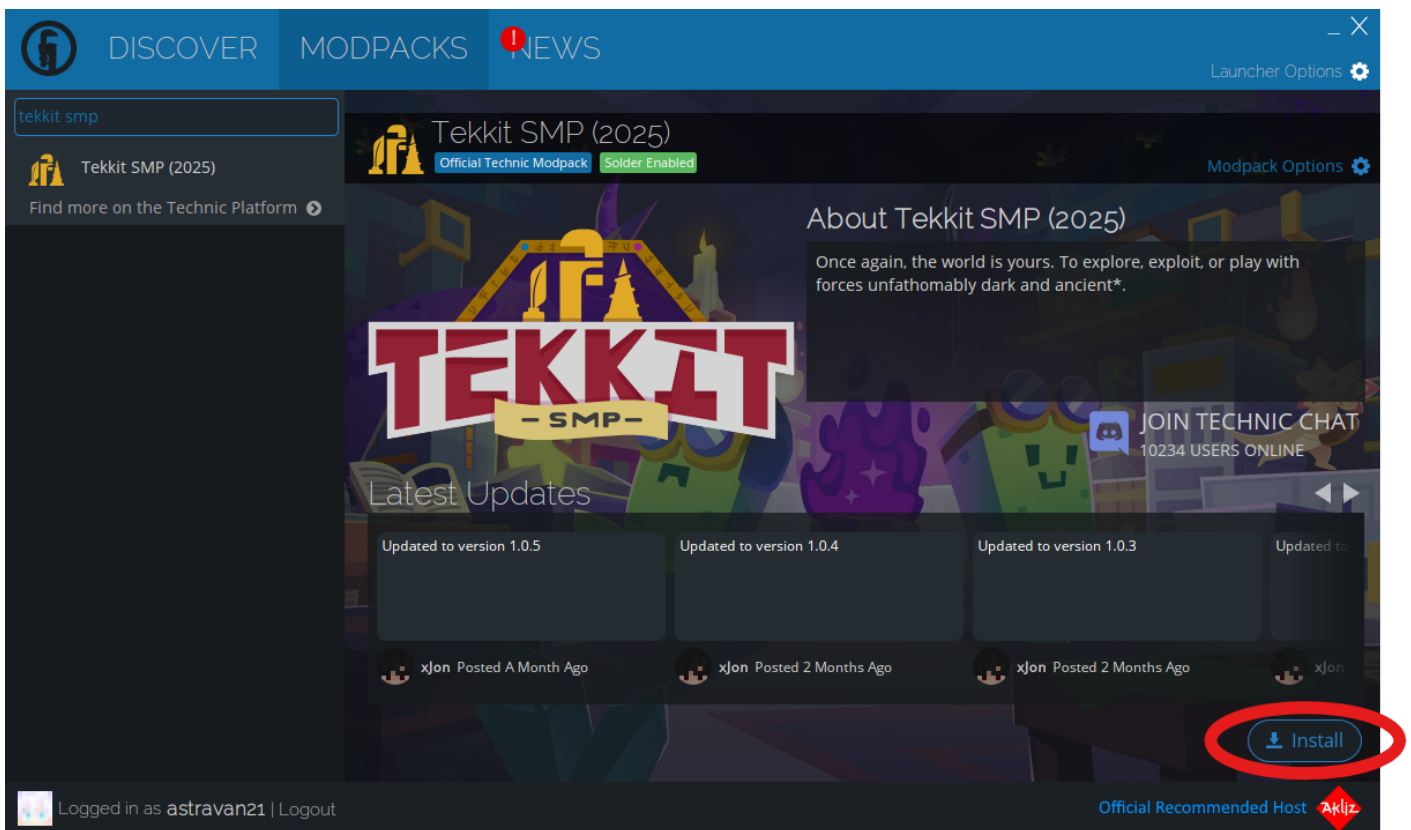 DISCOVER
MODPACKS
! NEWS
_ X
Launcher Options
tekkit smp
Tekkit SMP (2025)
Find more on the Technic Platform
Tekkit SMP (2025)
Official Technic Modpack
Solder Enabled
Modpack Options
TEKKIT
- SMP -
About Tekkit SMP (2025)
Once again, the world is yours. To explore, exploit, or play with
forces unfathomably dark and ancient*.
JOIN TECHNIC CHAT
10234 USERS ONLINE
Latest Updates
Updated to version 1.0.5
xJon Posted A Month Ago
Updated to version 1.0.4
xJon Posted 2 Months Ago
Updated to version 1.0.3
xJon Posted 2 Months Ago
Updated to
xJon
Install
Logged in as astravan21 | Logout
Official Recommended Host
Akliz